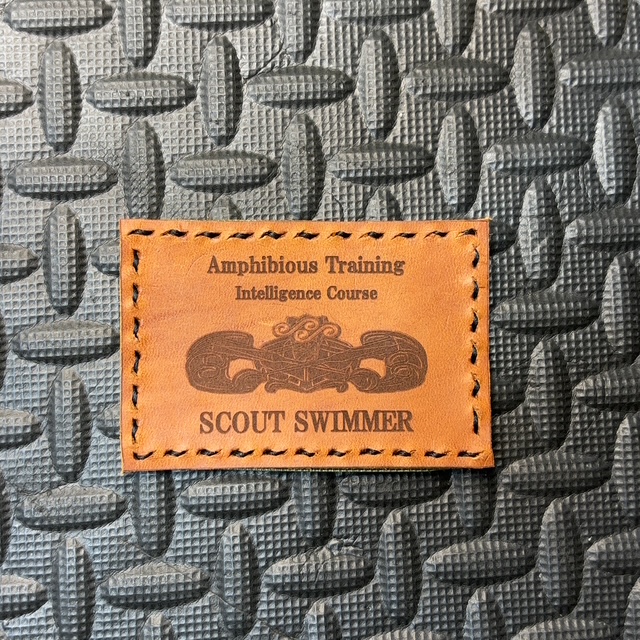 Amphibious Training
Intelligence Course
SCOUT SWIMMER